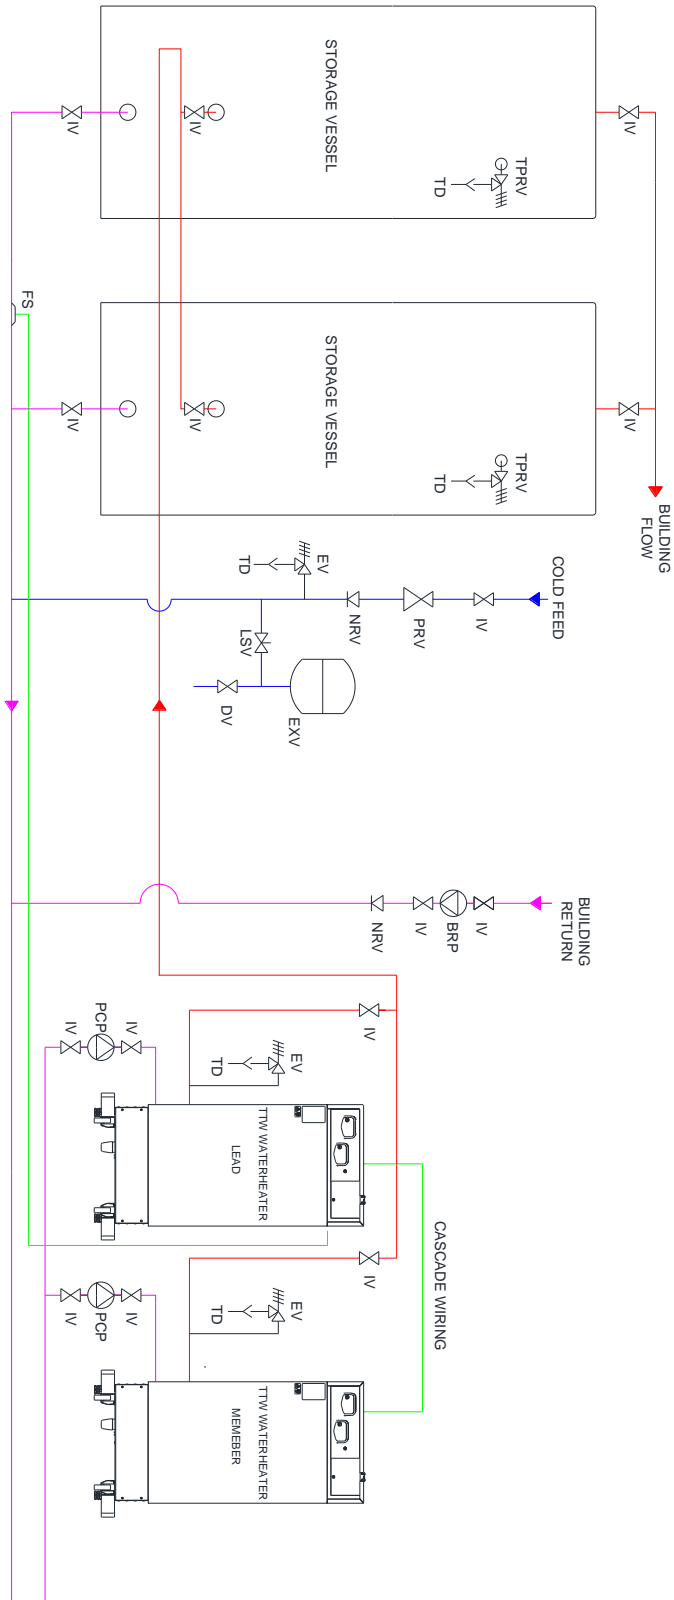 BUILDING
FLOW
IV
IV
BUILDING
RETURN
COLD FEED
TPRV
TPRV
IV
IV
BRP
TD
TD
CASCADE WIRING
PRV
IV
NRV
NRV
IV
IV
STORAGE VESSEL
STORAGE VESSEL
EV
EXV
EV
EV
TTW WATERHEATER
LEAD
TTW WATERHEATER
MEMEBER
TD
LSV
DV
TD
TD
IV
IV
IV
IV
PCP
PCP
IV
IV
IV
IV
FS